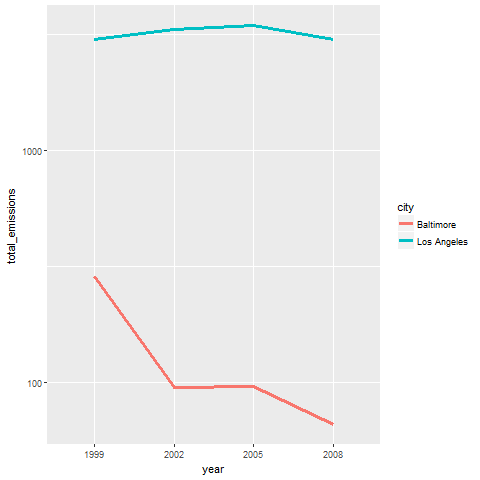 total_emissions
1000
100
1999 2002 2005 2008
year
city
Baltimore
Los Angeles